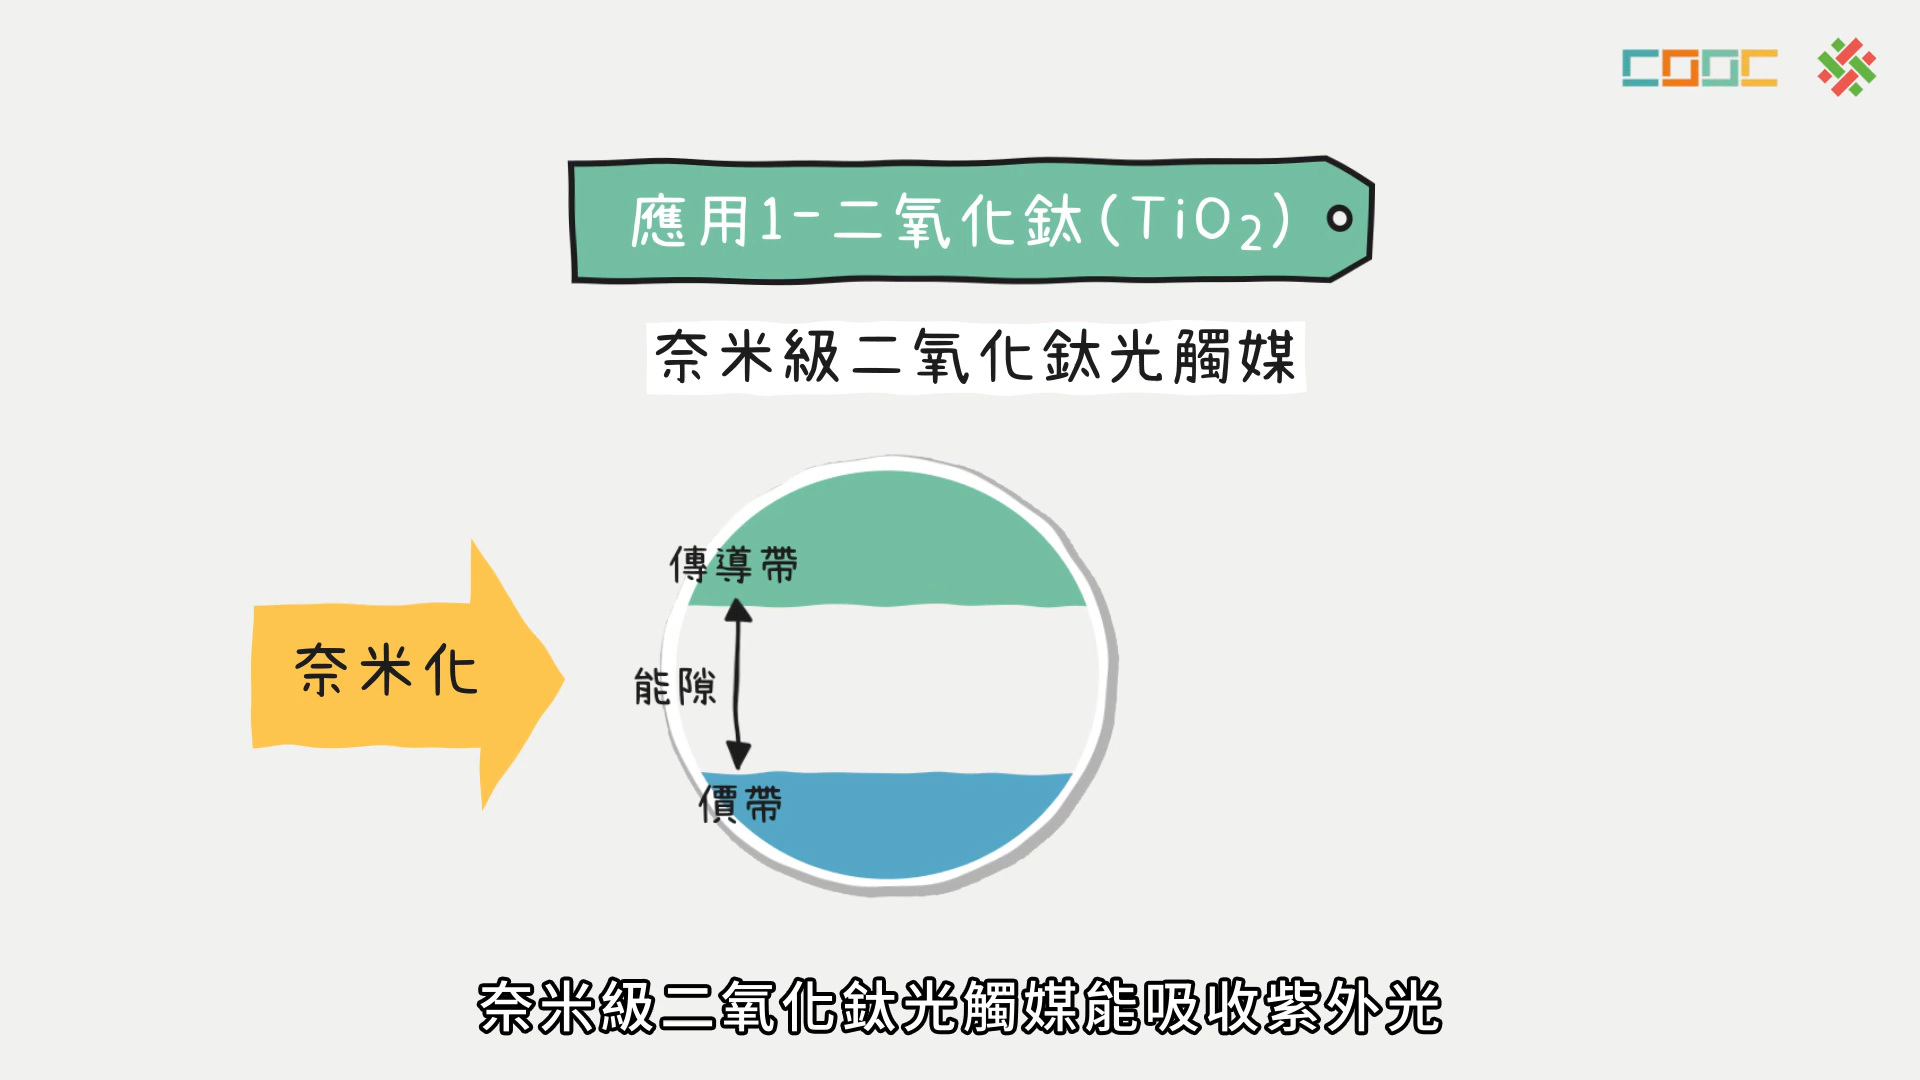 COOC
應用1-二氧化鈦(TiO₂)
奈米級二氧化鈦光觸媒
傳導帶
奈米化
能隙
價帶
奈米級二氧化鈦光觸媒能吸收紫外光